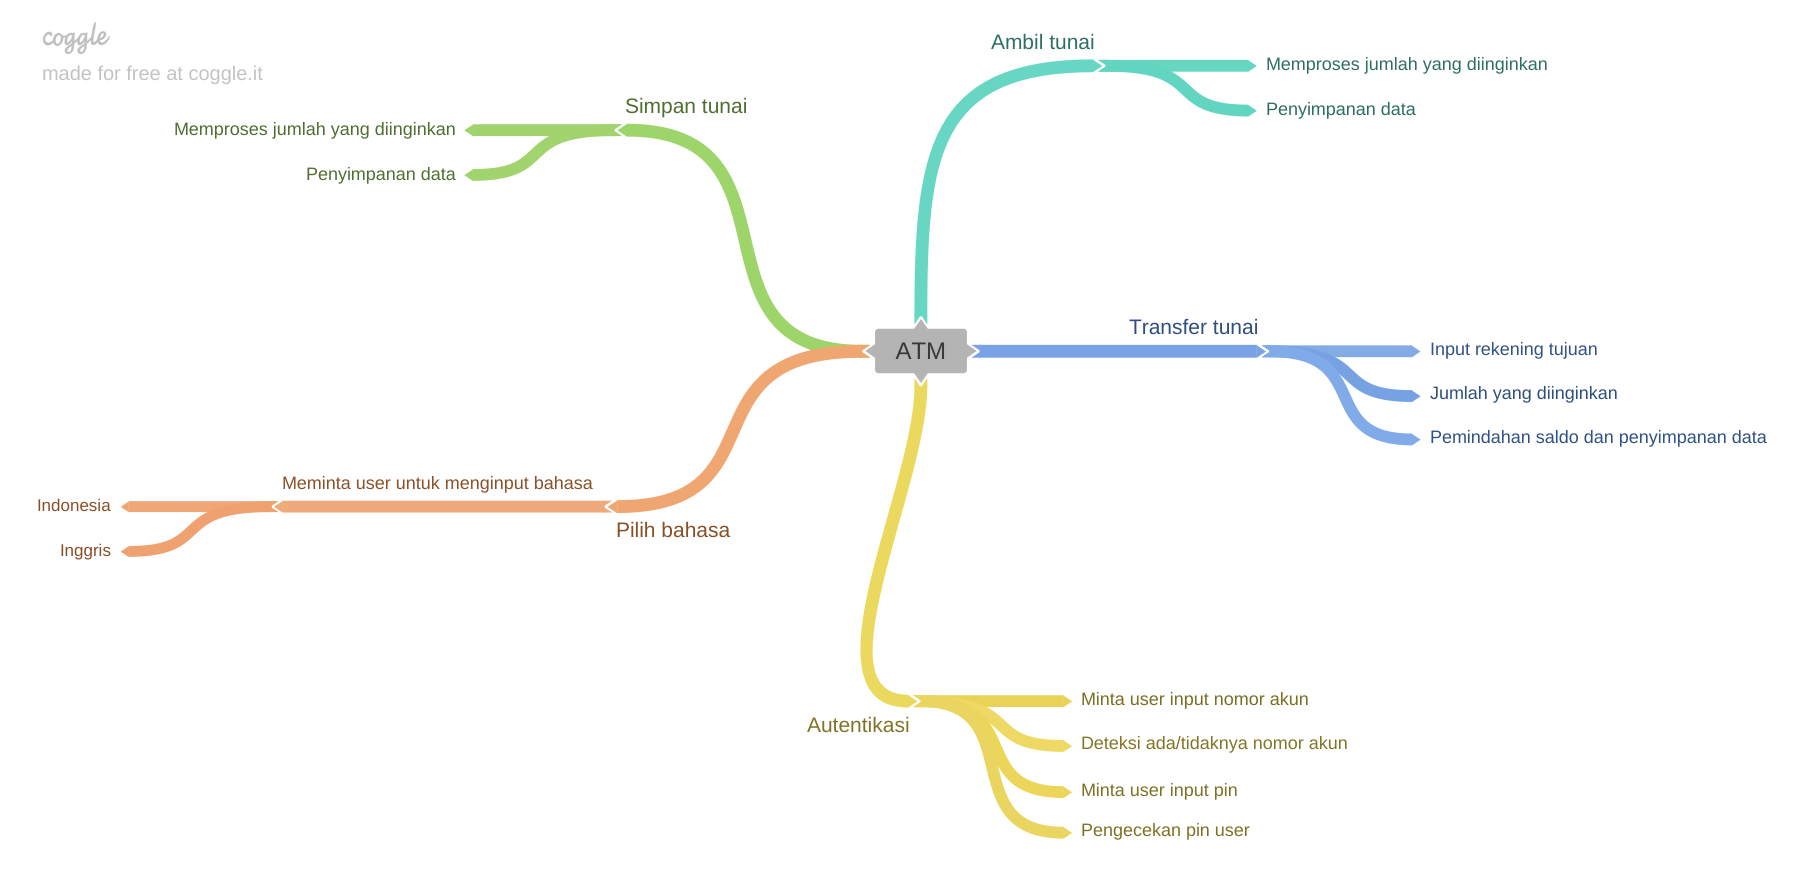 coggle
made for free at coggle.it
Simpan tunai
Memproses jumlah yang diinginkan
Penyimpanan data
Ambil tunai
Memproses jumlah yang diinginkan
Penyimpanan data
ATM
Transfer tunai
Input rekening tujuan
Jumlah yang diinginkan
Pemindahan saldo dan penyimpanan data
Meminta user untuk menginput bahasa
Indonesia
Inggris
Pilih bahasa
Autentikasi
Minta user input nomor akun
Deteksi ada/tidaknya nomor akun
Minta user input pin
Pengecekan pin user